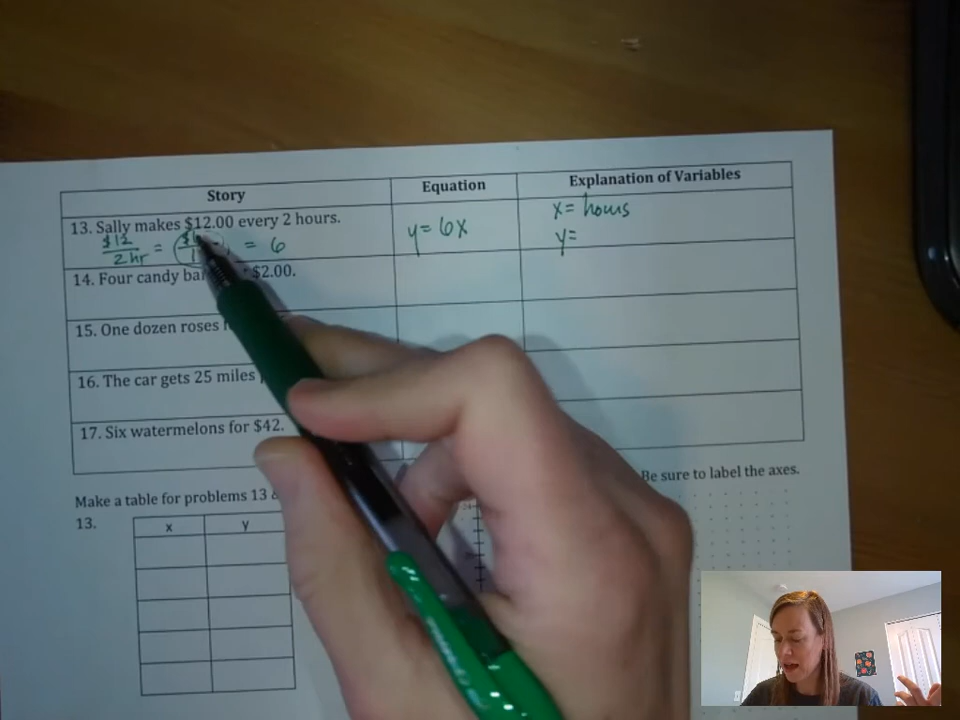 Story Equation Explanation of Variables
13. Sally makes $12.00 every 2 hours. y = 6x x = hours
$12 / 2 hr = $ / 1 = 6 y =
14. Four candy $2.00.
15. One dozen roses
16. The car gets 25 miles
17. Six watermelons for $42.
Make a table for problems 13 Be sure to label the axes.
13.
x y